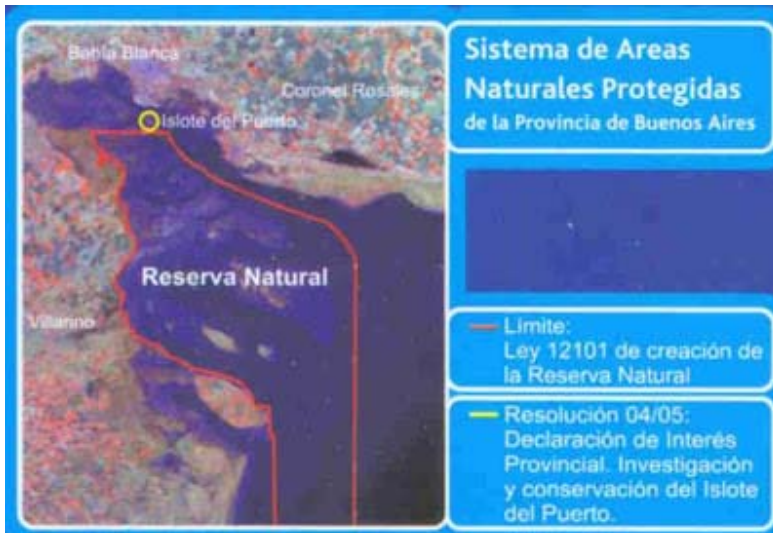 Bahía Blanca
Coronel Rosales
Islote del Puerto
Reserva Natural
Villarino
Sistema de Areas
Naturales Protegidas
de la Provincia de Buenos Aires
Límite:
Ley 12101 de creación de
la Reserva Natural
Resolución 04/05:
Declaración de Interés
Provincial. Investigación
y conservación del Islote
del Puerto.